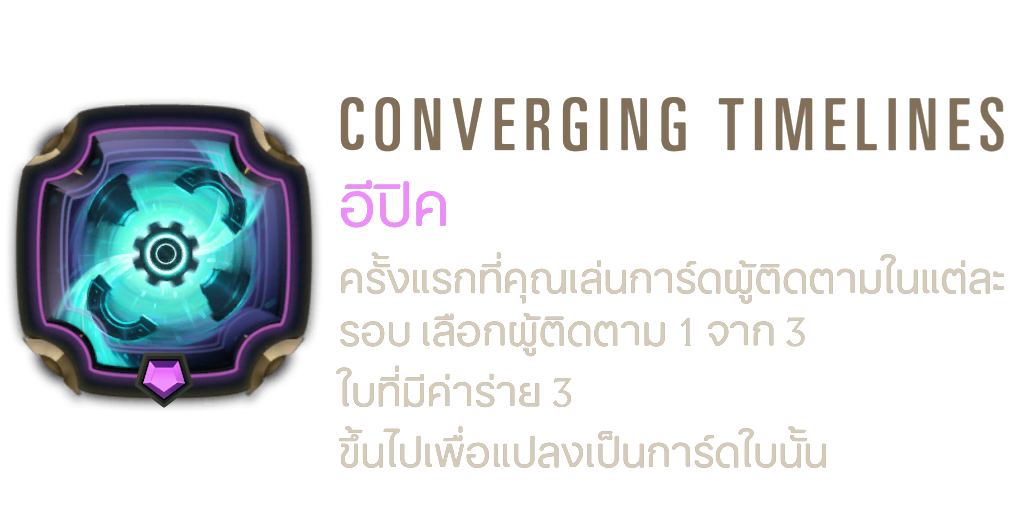 CONVERGING TIMELINES
อีปิค
ครั้งแรกที่คุณเล่นการ์ดผู้ติดตามในแต่ละ
รอบ เลือกผู้ติดตาม 1 จาก 3
ใบที่มีค่าร่าย 3
ขึ้นไปเพื่อแปลงเป็นการ์ดใบนั้น